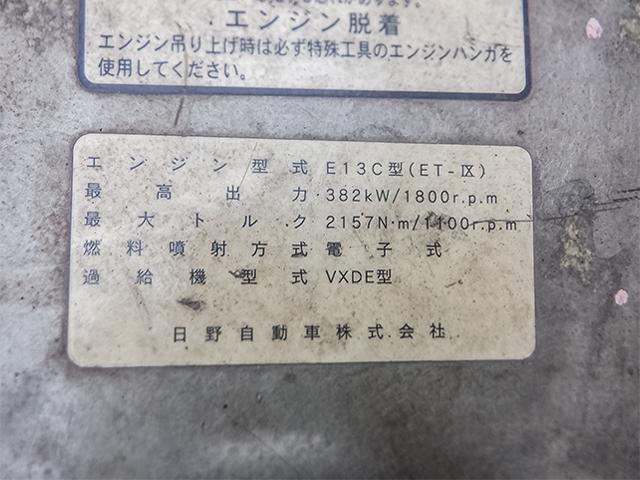 エンジン脱着
エンジン吊り上げ時は必ず特殊工具のエンジンハンガを
使用してください。
エンジン型式 E13C型(ET-Ⅸ)
最高出力 382kW/1800r.p.m
最大トルク 2157N·m/1100r.p.m
燃料噴射方式 電子式
過給機型式 VXDE型
日野自動車株式会社